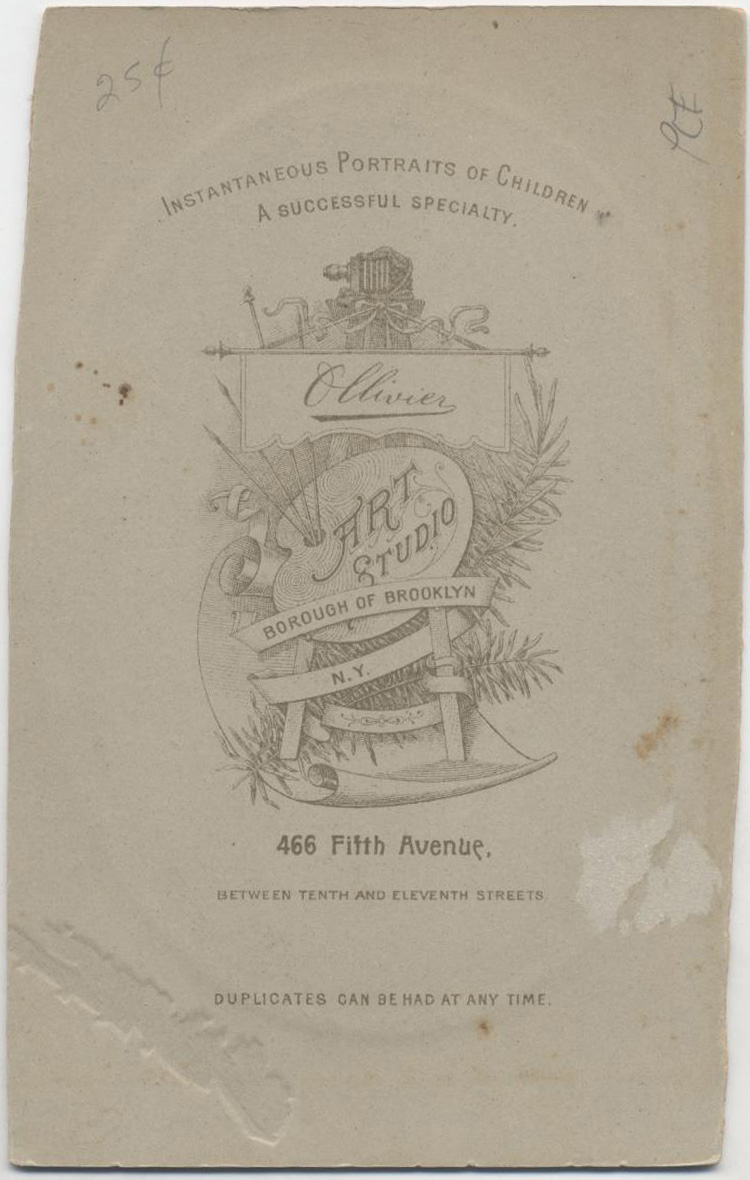 25¢
INSTANTANEOUS PORTRAITS OF CHILDREN
A SUCCESSFUL SPECIALTY.
Ollivier
ART
STUDIO
BOROUGH OF BROOKLYN
N.Y.
466 Fifth Avenue,
BETWEEN TENTH AND ELEVENTH STREETS
DUPLICATES CAN BE HAD AT ANY TIME.